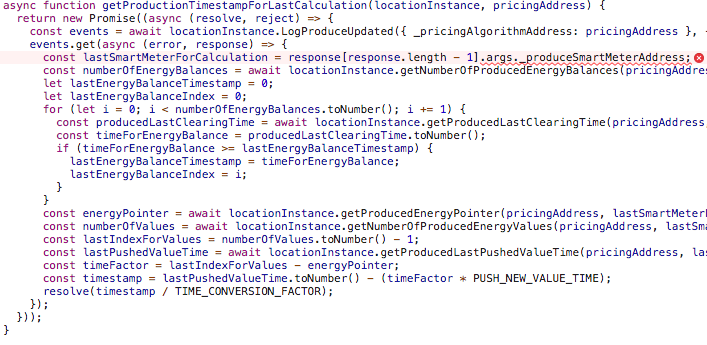 async function getProductionTimestampForLastCalculation(locationInstance, pricingAddress) {
  return new Promise((async (resolve, reject) => {
    const events = await locationInstance.LogProduceUpdated({ _pricingAlgorithmAddress: pricingAddress }, {
    events.get(async (error, response) => {
      const lastSmartMeterForCalculation = response[response.length - 1].args._produceSmartMeterAddress;
      const numberOfEnergyBalances = await locationInstance.getNumberOfProducedEnergyBalances(pricingAddres
      let lastEnergyBalanceTimestamp = 0;
      let lastEnergyBalanceIndex = 0;
      for (let i = 0; i < numberOfEnergyBalances.toNumber(); i += 1) {
        const producedLastClearingTime = await locationInstance.getProducedLastClearingTime(pricingAddress,
        const timeForEnergyBalance = producedLastClearingTime.toNumber();
        if (timeForEnergyBalance >= lastEnergyBalanceTimestamp) {
          lastEnergyBalanceTimestamp = timeForEnergyBalance;
          lastEnergyBalanceIndex = i;
        }
      }
      const energyPointer = await locationInstance.getProducedEnergyPointer(pricingAddress, lastSmartMeter
      const numberOfValues = await locationInstance.getNumberOfProducedEnergyValues(pricingAddress, lastSma
      const lastIndexForValues = numberOfValues.toNumber() - 1;
      const lastPushedValueTime = await locationInstance.getProducedLastPushedValueTime(pricingAddress, las
      const timeFactor = lastIndexForValues - energyPointer;
      const timestamp = lastPushedValueTime.toNumber() - (timeFactor * PUSH_NEW_VALUE_TIME);
      resolve(timestamp / TIME_CONVERSION_FACTOR);
    });
  }));
}